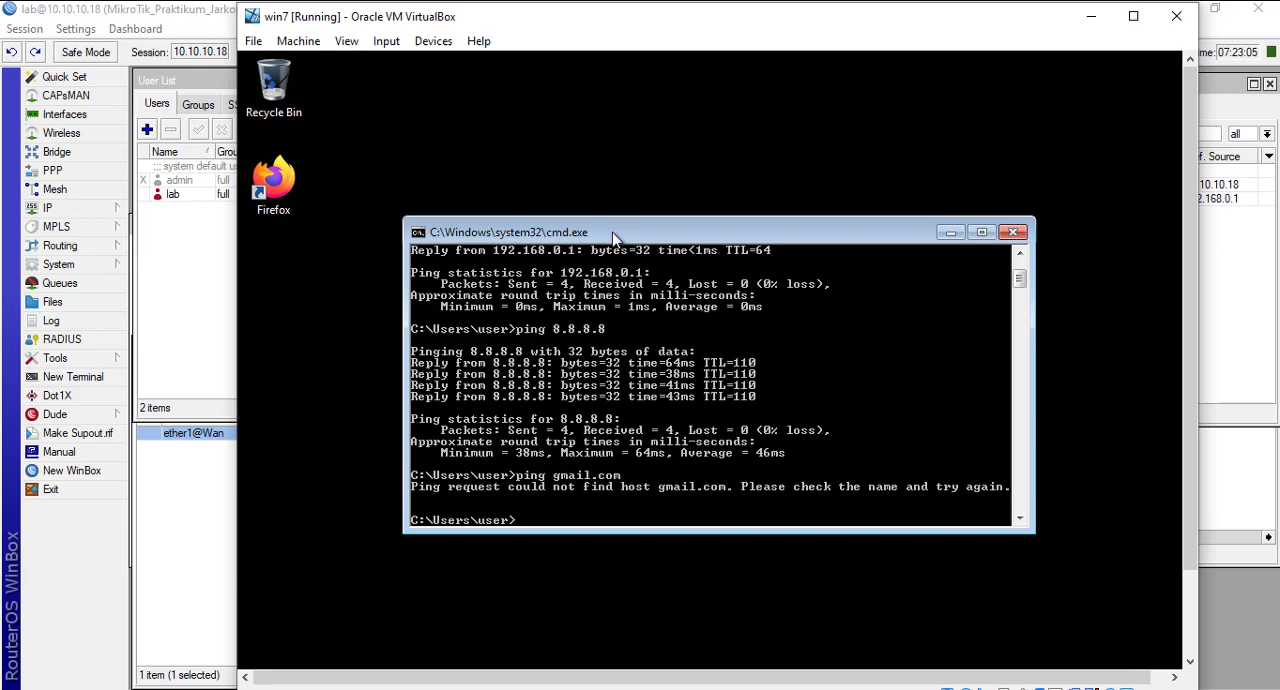 lab@10.10.10.18 (MikroTik_Praktikum_Jarko
Session Settings Dashboard
Safe Mode Session: 10.10.10.18
me: 07:23:05
Quick Set
CAPsMAN
Interfaces
Wireless
Bridge
PPP
Mesh
IP
MPLS
Routing
System
Queues
Files
Log
RADIUS
Tools
New Terminal
Dot1X
Dude
Make Supout.rif
Manual
New WinBox
Exit
RouterOS WinBox
User List
Users Groups SS
Name / Grou
;;; system default u
X admin full
lab full
2 items
ether1@Wan
1 item (1 selected)
win7 [Running] - Oracle VM VirtualBox
File Machine View Input Devices Help
Recycle Bin
Firefox
C:\Windows\system32\cmd.exe
Reply from 192.168.0.1: bytes=32 time<1ms TTL=64
Ping statistics for 192.168.0.1:
Packets: Sent = 4, Received = 4, Lost = 0 (0% loss),
Approximate round trip times in milli-seconds:
Minimum = 0ms, Maximum = 1ms, Average = 0ms
C:\Users\user>ping 8.8.8.8
Pinging 8.8.8.8 with 32 bytes of data:
Reply from 8.8.8.8: bytes=32 time=64ms TTL=110
Reply from 8.8.8.8: bytes=32 time=38ms TTL=110
Reply from 8.8.8.8: bytes=32 time=41ms TTL=110
Reply from 8.8.8.8: bytes=32 time=43ms TTL=110
Ping statistics for 8.8.8.8:
Packets: Sent = 4, Received = 4, Lost = 0 (0% loss),
Approximate round trip times in milli-seconds:
Minimum = 38ms, Maximum = 64ms, Average = 46ms
C:\Users\user>ping gmail.com
Ping request could not find host gmail.com. Please check the name and try again.
C:\Users\user>
all
f. Source
10.10.18
2.168.0.1